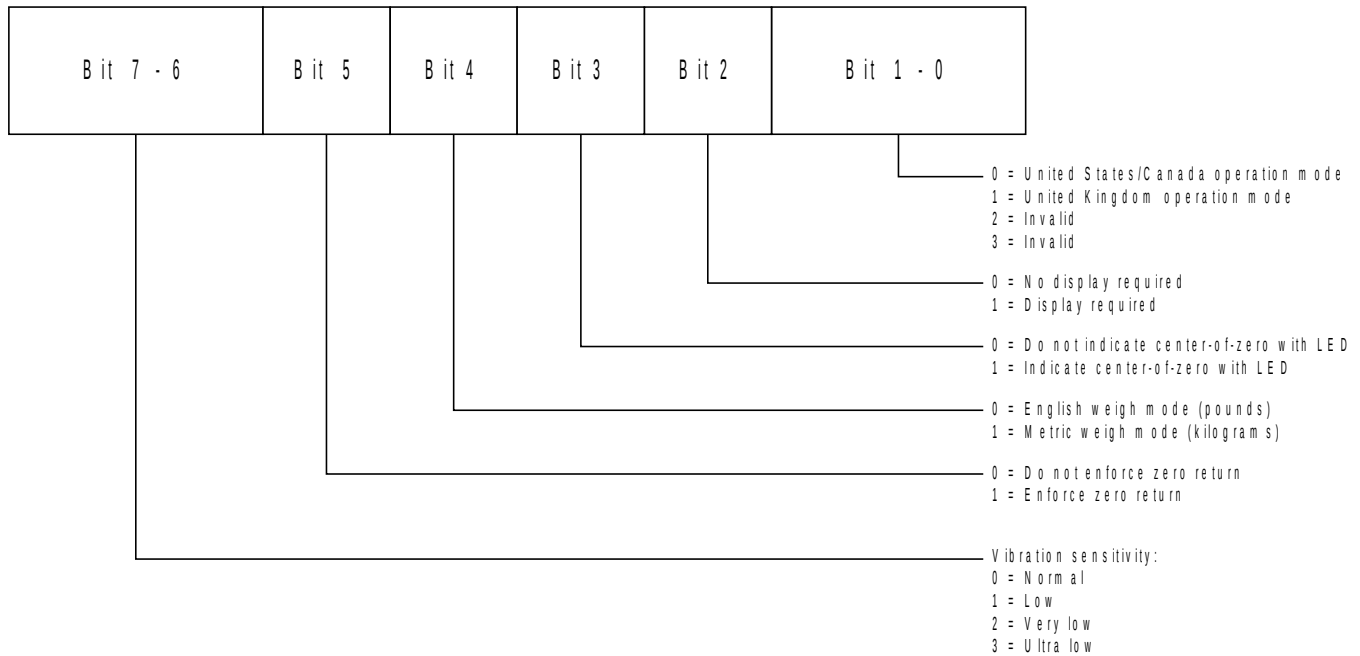 Bit 7 - 6 Bit 5 Bit 4 Bit 3 Bit 2 Bit 1 - 0
0 = United States/Canada operation mode
1 = United Kingdom operation mode
2 = Invalid
3 = Invalid
0 = No display required
1 = Display required
0 = Do not indicate center-of-zero with LED
1 = Indicate center-of-zero with LED
0 = English weigh mode (pounds)
1 = Metric weigh mode (kilograms)
0 = Do not enforce zero return
1 = Enforce zero return
Vibration sensitivity:
0 = Normal
1 = Low
2 = Very low
3 = Ultra low